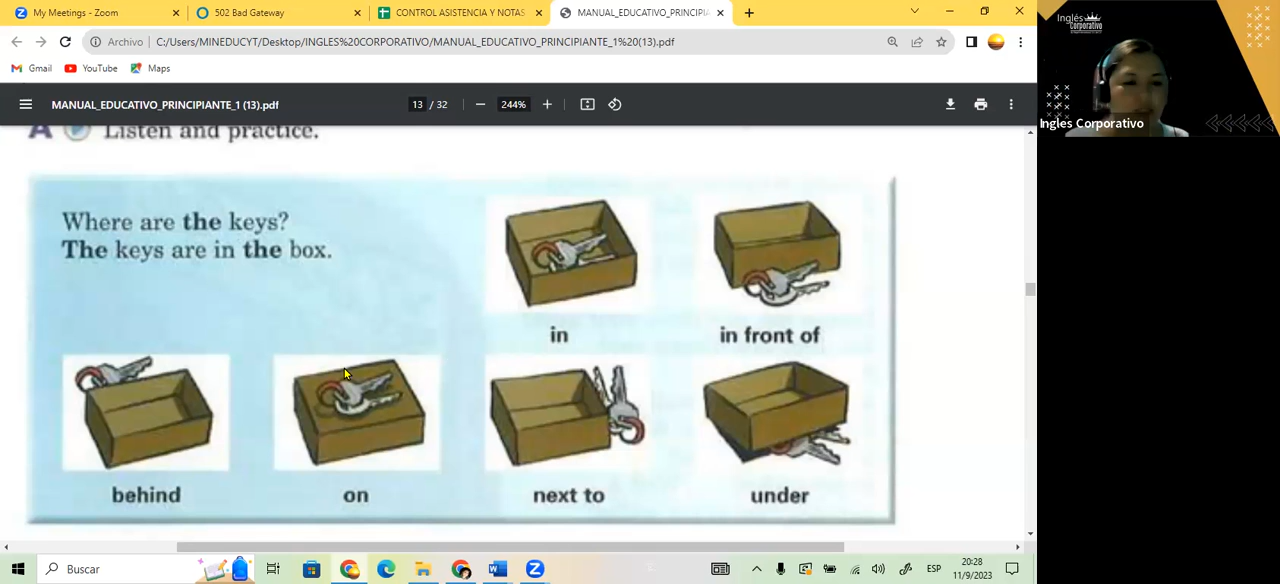 My Meetings - Zoom
502 Bad Gateway
CONTROL ASISTENCIA Y NOTAS
MANUAL_EDUCATIVO_PRINCIPIA
Archivo
C:/Users/MINEDUCYT/Desktop/INGLES%20CORPORATIVO/MANUAL_EDUCATIVO_PRINCIPIANTE_1%20(13).pdf
Gmail
YouTube
Maps
MANUAL_EDUCATIVO_PRINCIPIANTE_1 (13).pdf
13 / 32
244%
A Listen and practice.
Where are the keys?
The keys are in the box.
in
in front of
behind
on
next to
under
Inglés
Corporativo
Ingles Corporativo
Buscar
ESP
20:28
11/9/2023